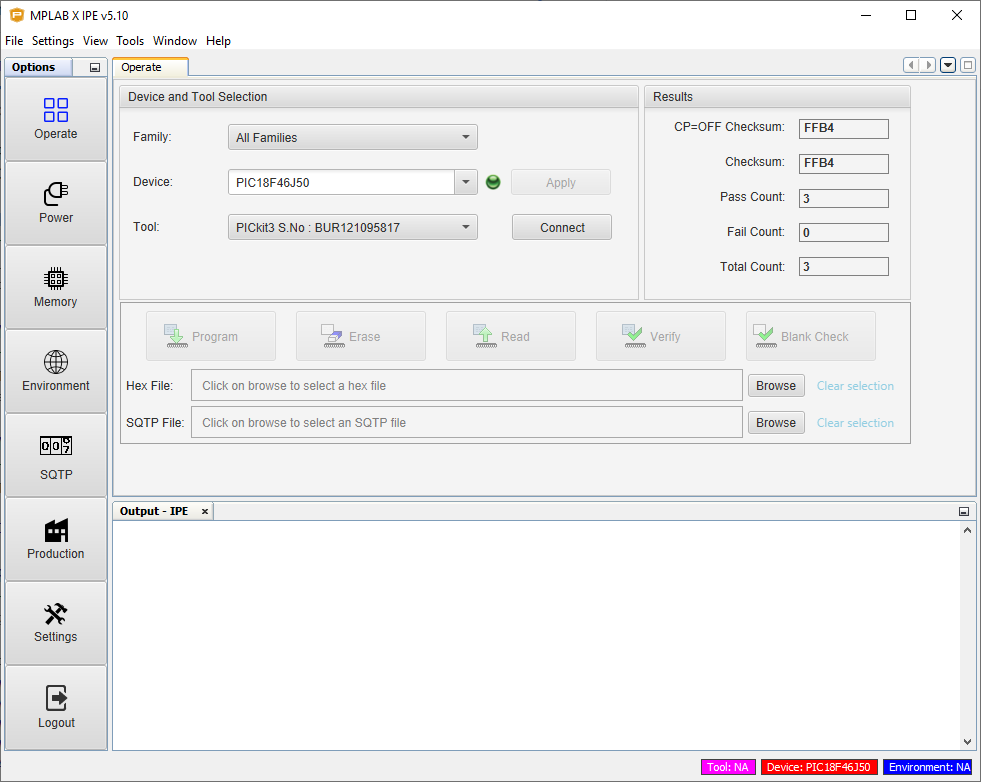 MPLAB X IPE v5.10
File Settings View Tools Window Help
Options
Operate
Power
Memory
Environment
007
SQTP
Production
Settings
Logout
Operate
Device and Tool Selection
Family: All Families
Device: PIC18F46J50 Apply
Tool: PICkit3 S.No : BUR121095817 Connect
Results
CP=OFF Checksum: FFB4
Checksum: FFB4
Pass Count: 3
Fail Count: 0
Total Count: 3
Program Erase Read Verify Blank Check
Hex File: Click on browse to select a hex file Browse Clear selection
SQTP File: Click on browse to select an SQTP file Browse Clear selection
Output - IPE x
Tool: NA Device: PIC18F46J50 Environment: NA